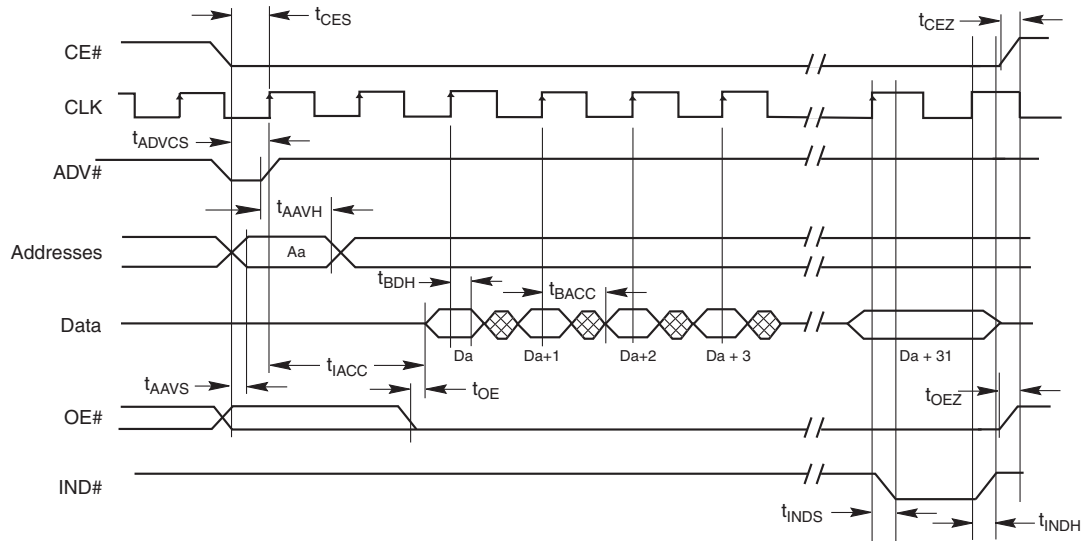 tCES
tCEZ
CE#
CLK
tADVCS
ADV#
tAAVH
Addresses
Aa
tBDH
tBACC
Data
Da
Da+1
Da+2
Da + 3
Da + 31
tIACC
tAAVS
tOE
tOEZ
OE#
IND#
tINDS
tINDH